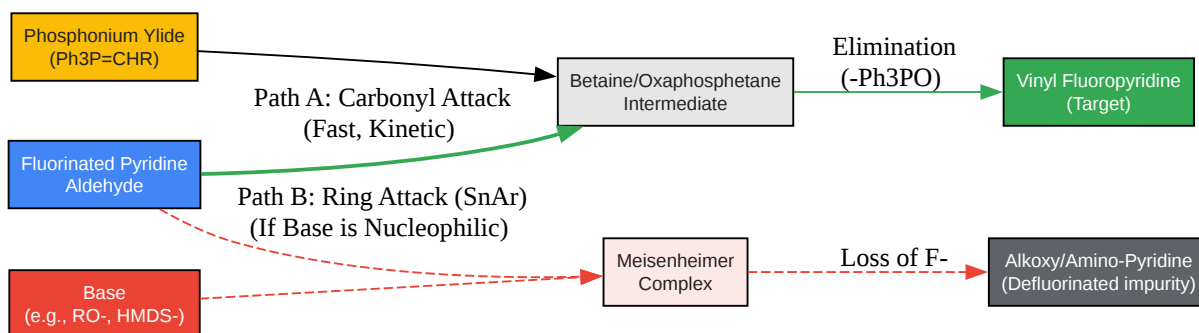 Phosphonium Ylide
(Ph3P=CHR)
Path A: Carbonyl Attack
(Fast, Kinetic)
Betaine/Oxaphosphetane
Intermediate
Elimination
(-Ph3PO)
Vinyl Fluoropyridine
(Target)
Fluorinated Pyridine
Aldehyde
Path B: Ring Attack (SnAr)
(If Base is Nucleophilic)
Base
(e.g., RO-, HMDS-)
Meisenheimer
Complex
Loss of F-
Alkoxy/Amino-Pyridine
(Defluorinated impurity)